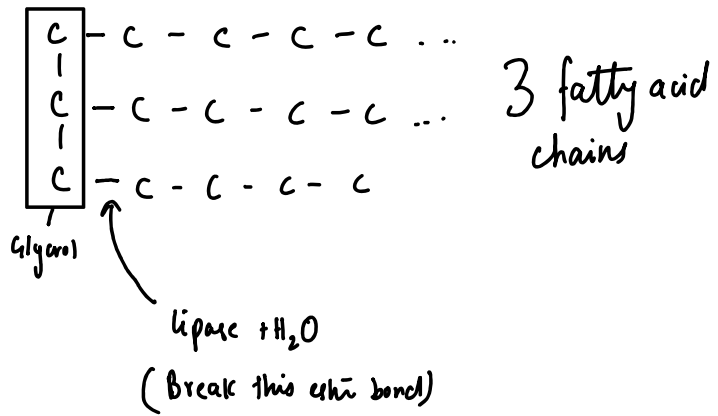 C - C - C - C - C ...
C - C - C - C - C ...
C - C - C - C - C
3 fatty acid
chains
Glycerol
lipase + H₂O
(Break this ester bond)